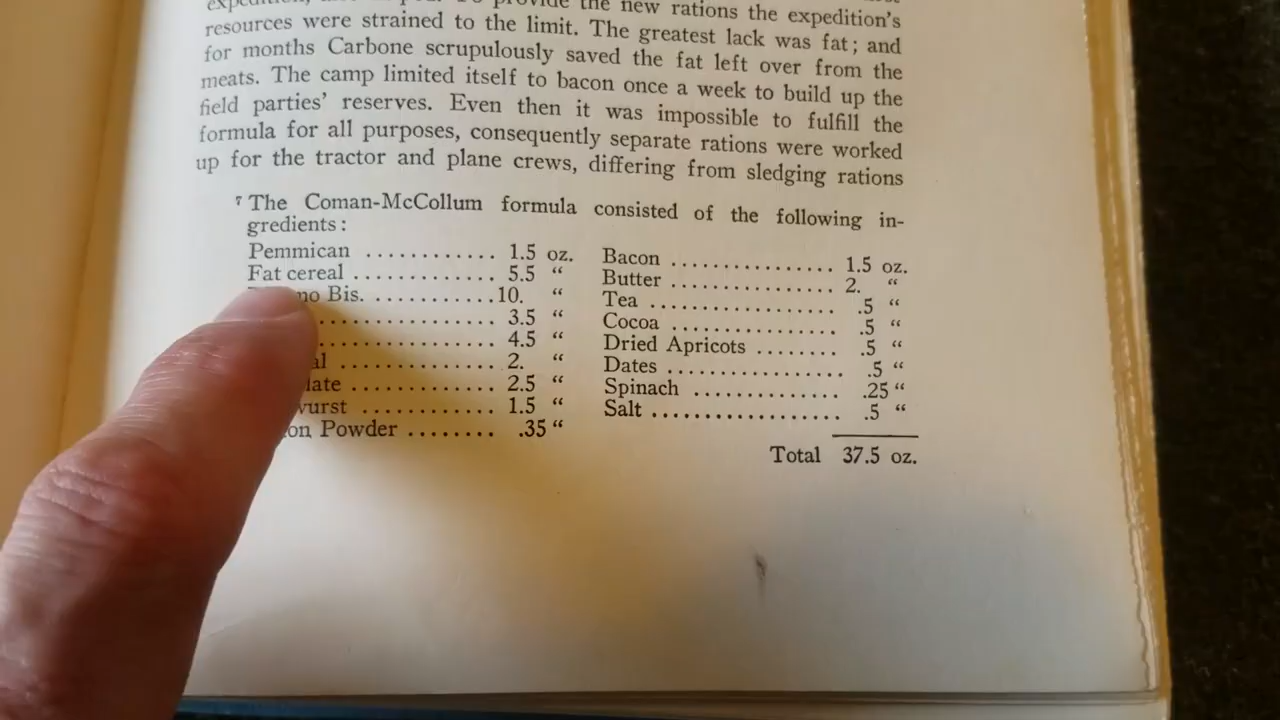 the new rations the expedition's
resources were strained to the limit. The greatest lack was fat; and
for months Carbone scrupulously saved the fat left over from the
meats. The camp limited itself to bacon once a week to build up the
field parties' reserves. Even then it was impossible to fulfill the
formula for all purposes, consequently separate rations were worked
up for the tractor and plane crews, differing from sledging rations
7 The Coman-McCollum formula consisted of the following in-
gredients:
Pemmican ............ 1.5 oz.
Fat cereal ............. 5.5 “
Bis. ...........10. “
................ 3.5 “
................ 4.5 “
............... 2. “
............. 2.5 “
............ 1.5 “
Powder ........ .35 “
Bacon ............... 1.5 oz.
Butter ............... 2. “
Tea ................. .5 “
Cocoa ............... .5 “
Dried Apricots ........ .5 “
Dates ................ .5 “
Spinach ............. .25 “
Salt ................. .5 “
Total 37.5 oz.